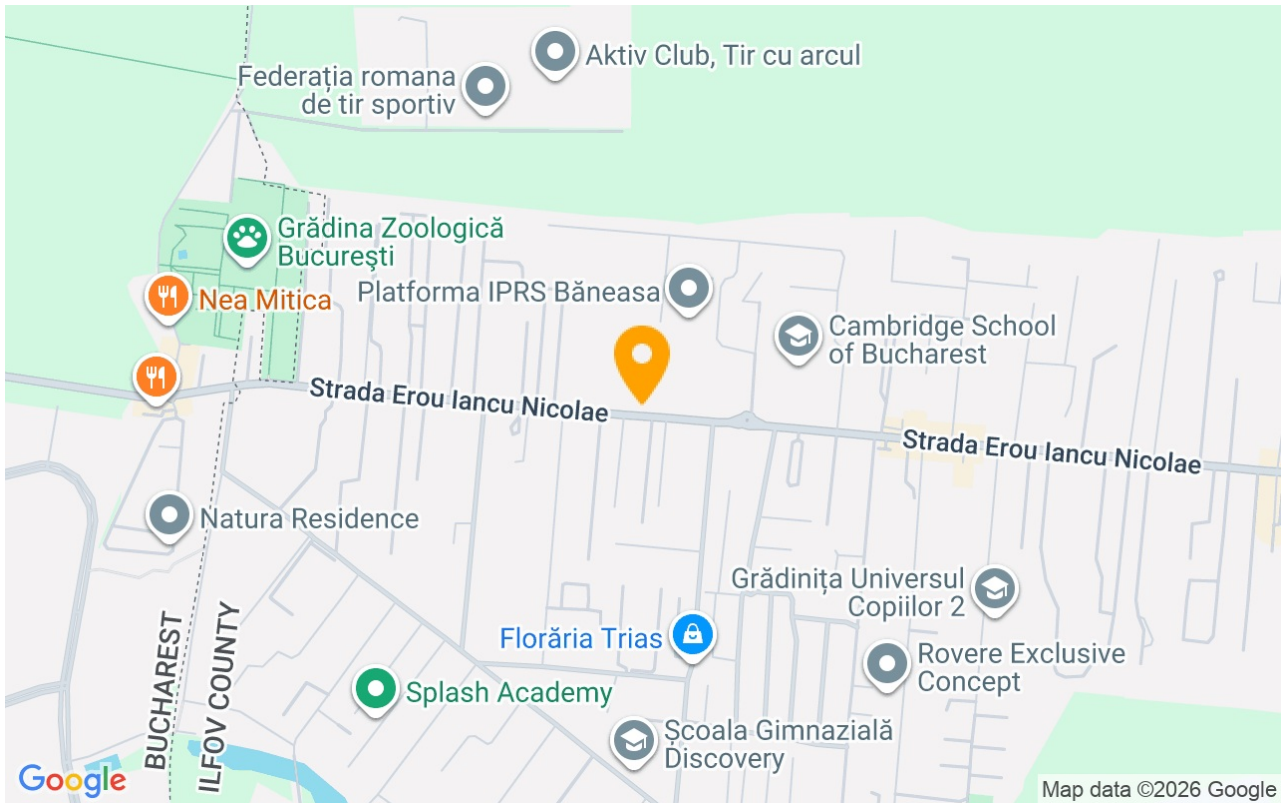 Aktiv Club, Tir cu arcul
Federația romana
de tir sportiv
Grădina Zoologică
București
Nea Mitica
Platforma IPRS Băneasa
Cambridge School
of Bucharest
Strada Erou Iancu Nicolae
Strada Erou Iancu Nicolae
Natura Residence
Grădinița Universul
Copiilor 2
BUCHAREST
ILFOV COUNTY
Florăria Trias
Rovere Exclusive
Concept
Splash Academy
Școala Gimnazială
Discovery
Google
Map data ©2026 Google